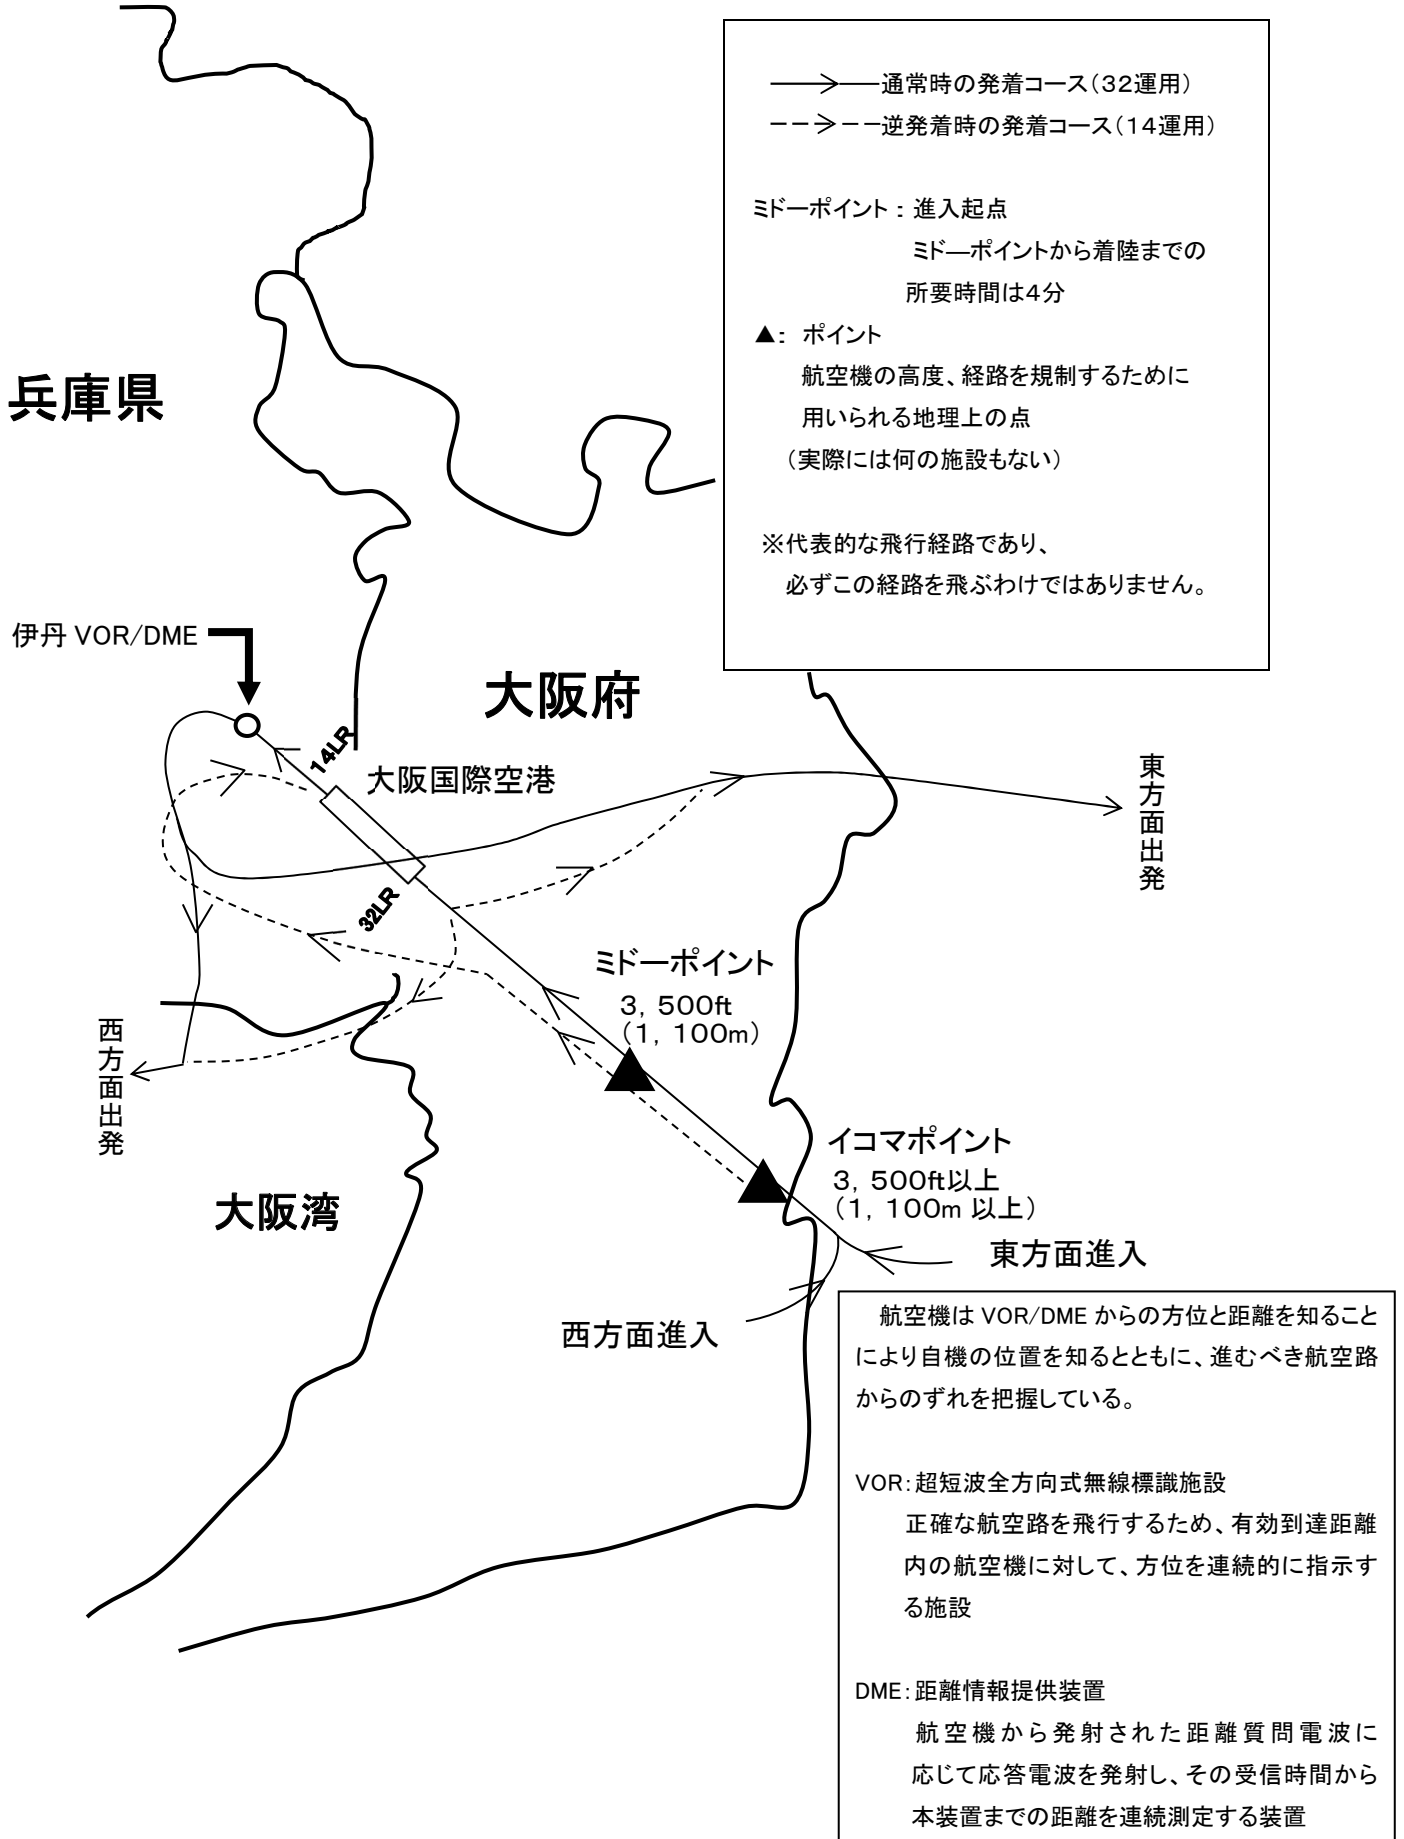 通常時の発着コース(32運用)
逆発着時の発着コース(14運用)
ミドーポイント : 進入起点
ミド―ポイントから着陸までの
所要時間は4分
▲: ポイント
航空機の高度、経路を規制するために
用いられる地理上の点
(実際には何の施設もない)
※代表的な飛行経路であり、
必ずこの経路を飛ぶわけではありません。
兵庫県
伊丹 VOR/DME
大阪府
14LR
大阪国際空港
東方面出発
32LR
ミドーポイント
3, 500ft
(1, 100m)
西方面出発
イコマポイント
3, 500ft以上
(1, 100m 以上)
大阪湾
東方面進入
西方面進入
航空機は VOR/DME からの方位と距離を知ること
により自機の位置を知るとともに、進むべき航空路
からのずれを把握している。
VOR:超短波全方向式無線標識施設
正確な航空路を飛行するため、有効到達距離
内の航空機に対して、方位を連続的に指示す
る施設
DME:距離情報提供装置
航空機から発射された距離質問電波に
応じて応答電波を発射し、その受信時間から
本装置までの距離を連続測定する装置